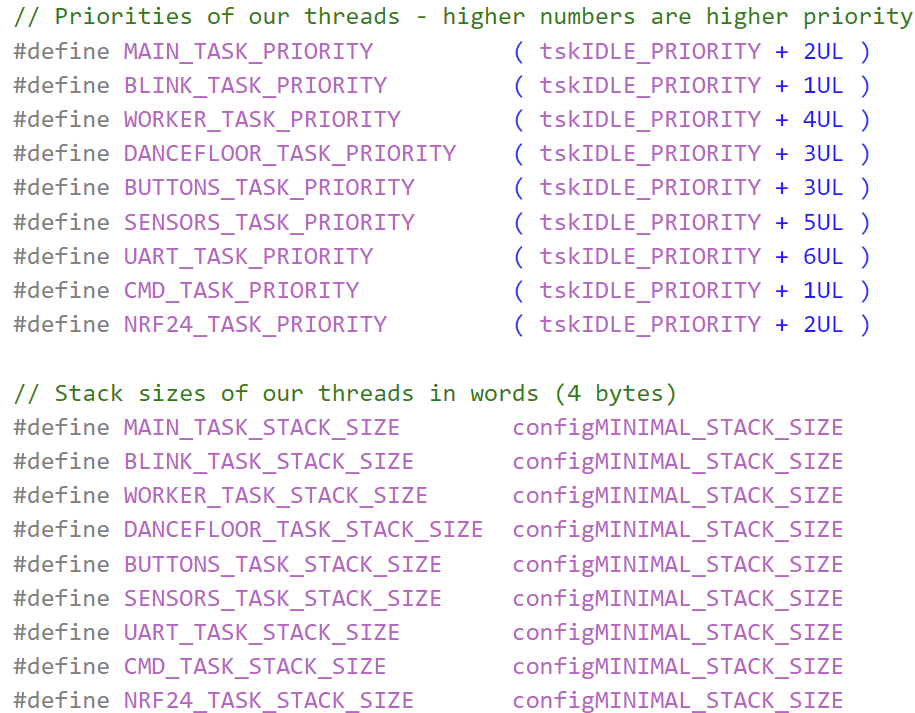 // Priorities of our threads - higher numbers are higher priority
#define MAIN_TASK_PRIORITY          ( tskIDLE_PRIORITY + 2UL )
#define BLINK_TASK_PRIORITY         ( tskIDLE_PRIORITY + 1UL )
#define WORKER_TASK_PRIORITY        ( tskIDLE_PRIORITY + 4UL )
#define DANCEFLOOR_TASK_PRIORITY    ( tskIDLE_PRIORITY + 3UL )
#define BUTTONS_TASK_PRIORITY       ( tskIDLE_PRIORITY + 3UL )
#define SENSORS_TASK_PRIORITY       ( tskIDLE_PRIORITY + 5UL )
#define UART_TASK_PRIORITY          ( tskIDLE_PRIORITY + 6UL )
#define CMD_TASK_PRIORITY           ( tskIDLE_PRIORITY + 1UL )
#define NRF24_TASK_PRIORITY         ( tskIDLE_PRIORITY + 2UL )

// Stack sizes of our threads in words (4 bytes)
#define MAIN_TASK_STACK_SIZE        configMINIMAL_STACK_SIZE
#define BLINK_TASK_STACK_SIZE       configMINIMAL_STACK_SIZE
#define WORKER_TASK_STACK_SIZE      configMINIMAL_STACK_SIZE
#define DANCEFLOOR_TASK_STACK_SIZE  configMINIMAL_STACK_SIZE
#define BUTTONS_TASK_STACK_SIZE     configMINIMAL_STACK_SIZE
#define SENSORS_TASK_STACK_SIZE     configMINIMAL_STACK_SIZE
#define UART_TASK_STACK_SIZE        configMINIMAL_STACK_SIZE
#define CMD_TASK_STACK_SIZE         configMINIMAL_STACK_SIZE
#define NRF24_TASK_STACK_SIZE       configMINIMAL_STACK_SIZE